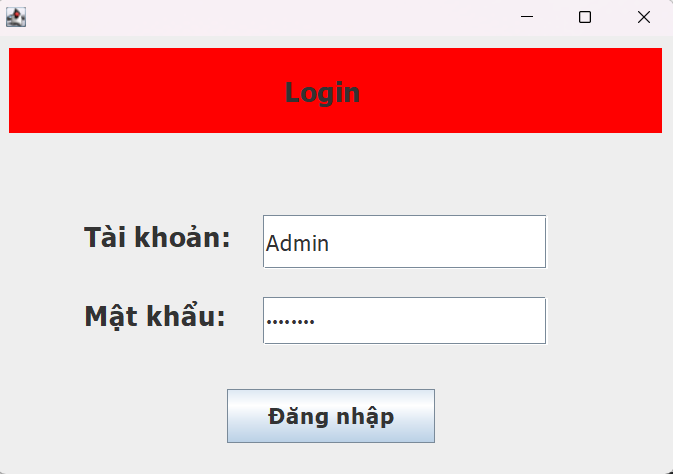 Login
Tài khoản:
Admin
Mật khẩu:
........
Đăng nhập